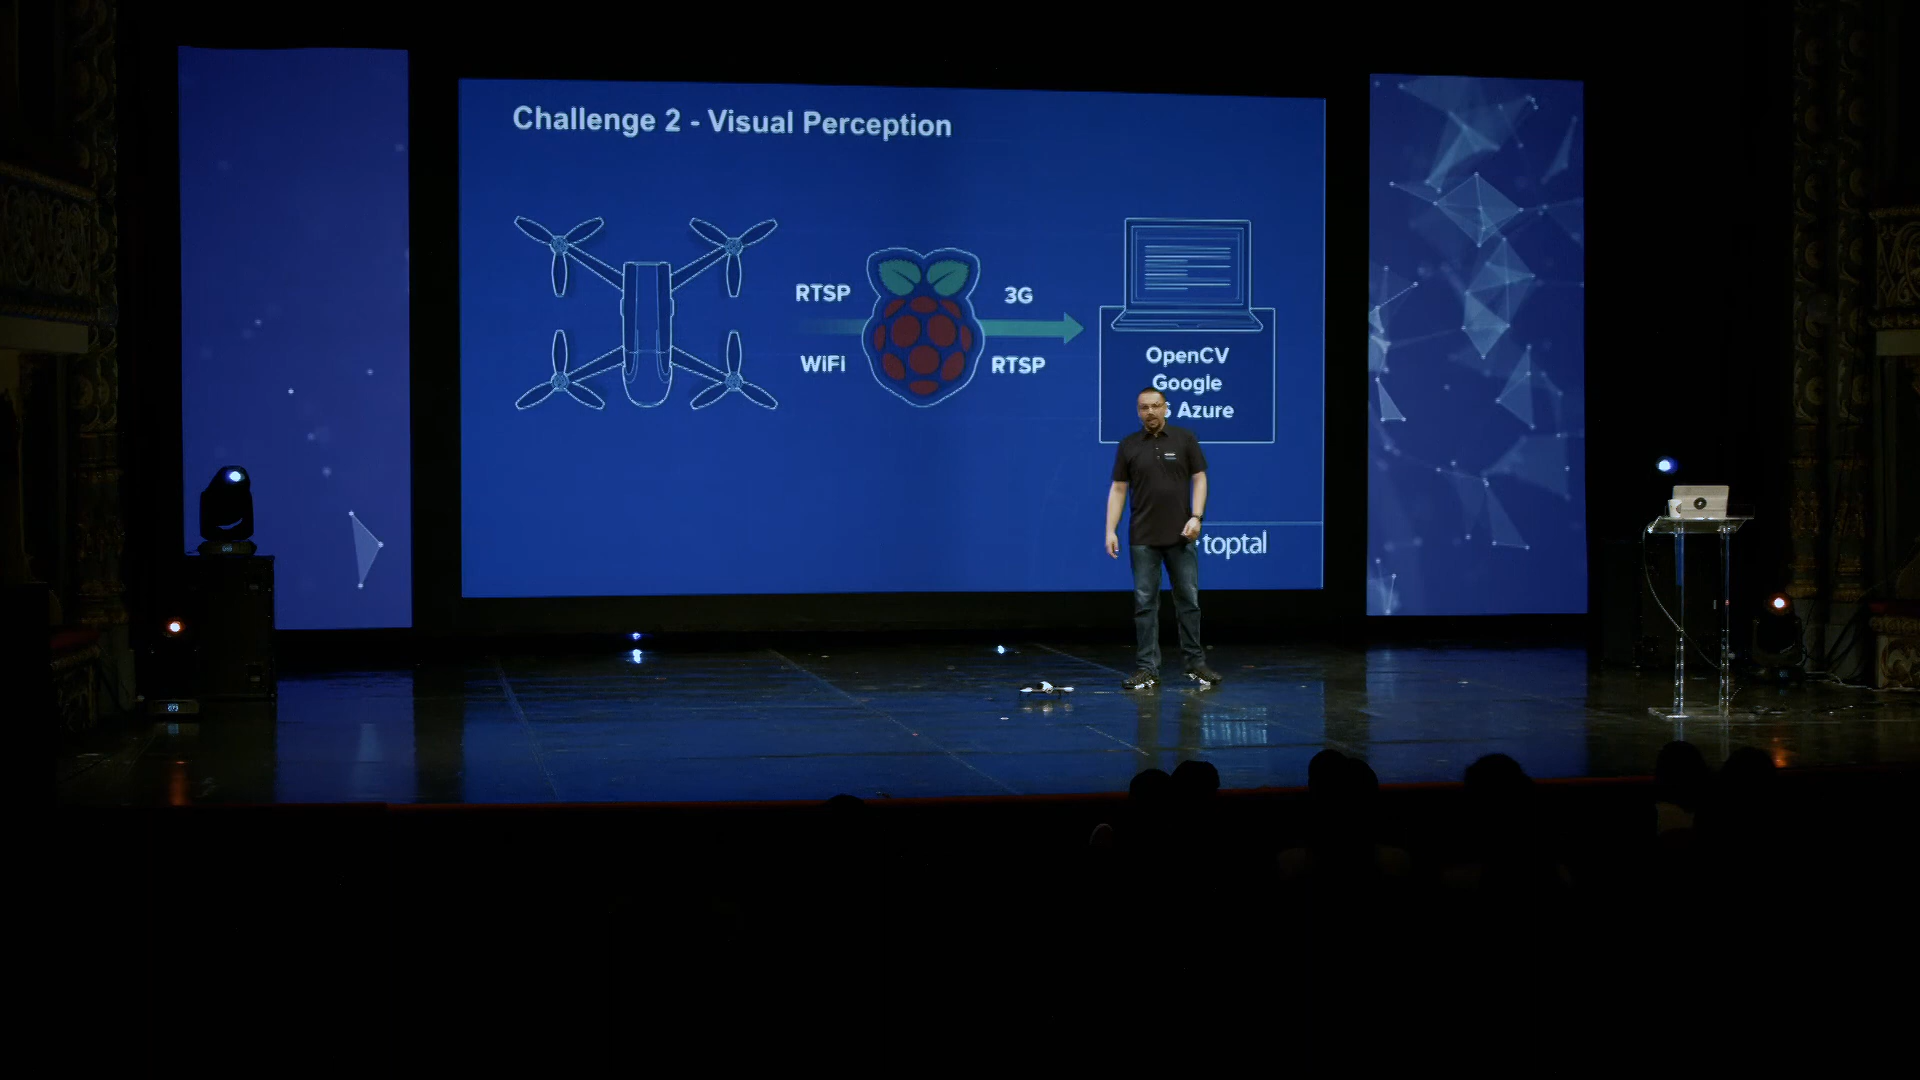 Challenge 2 - Visual Perception
RTSP
3G
WiFi
RTSP
OpenCV
Google
Azure
toptal